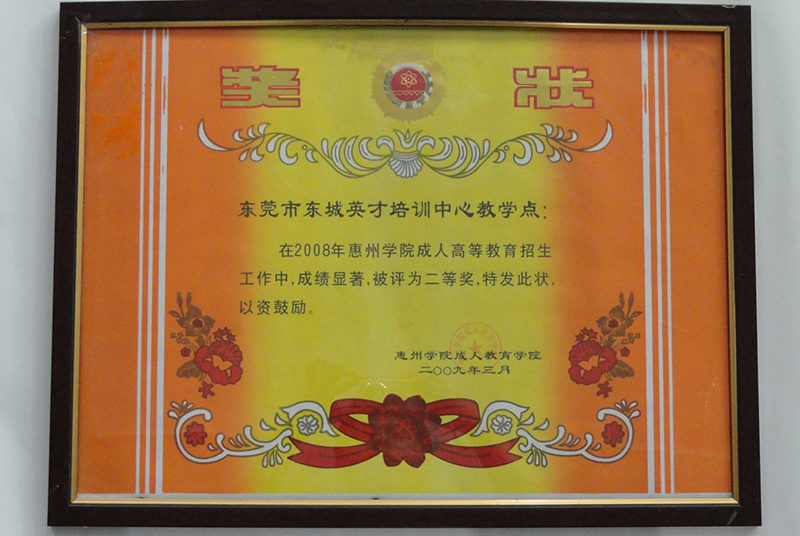 奖 状
东莞市东城英才培训中心教学点：
在2008年惠州学院成人高等教育招生
工作中，成绩显著，被评为二等奖，特发此状，
以资鼓励。
惠州学院成人教育学院
二〇〇九年三月